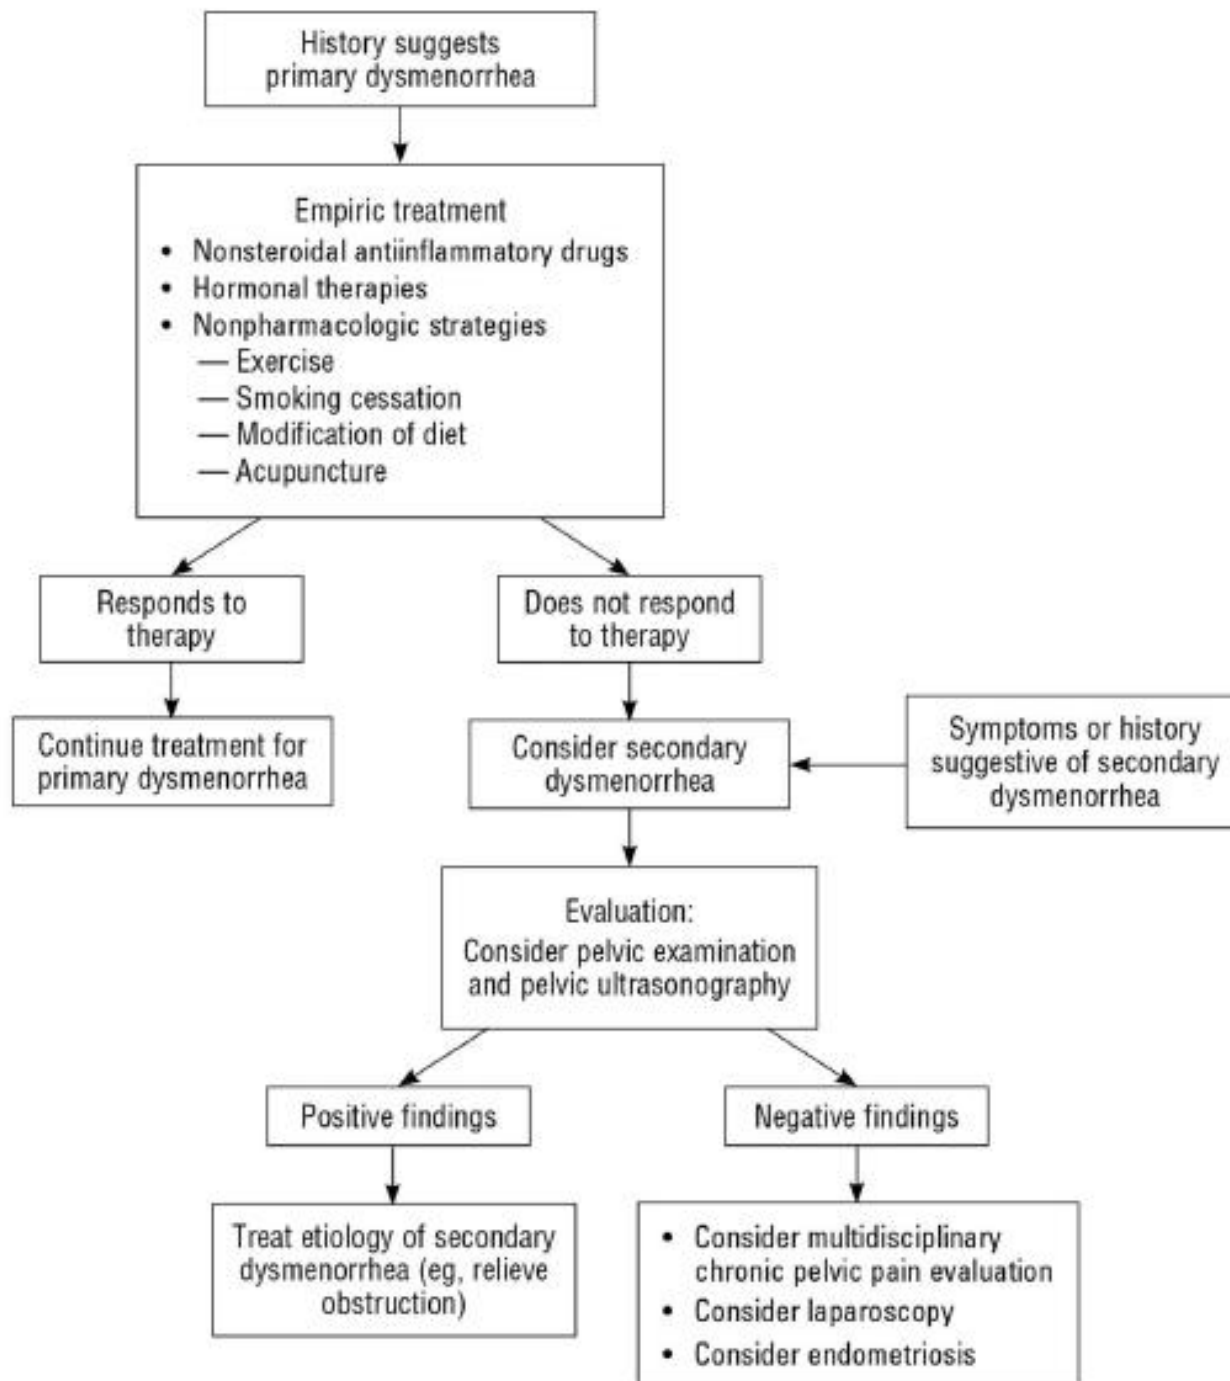 History suggests
primary dysmenorrhea
Empiric treatment
• Nonsteroidal antiinflammatory drugs
• Hormonal therapies
• Nonpharmacologic strategies
— Exercise
— Smoking cessation
— Modification of diet
— Acupuncture
Responds to
therapy
Does not respond
to therapy
Continue treatment for
primary dysmenorrhea
Consider secondary
dysmenorrhea
Symptoms or history
suggestive of secondary
dysmenorrhea
Evaluation:
Consider pelvic examination
and pelvic ultrasonography
Positive findings
Negative findings
Treat etiology of secondary
dysmenorrhea (eg, relieve
obstruction)
• Consider multidisciplinary
chronic pelvic pain evaluation
• Consider laparoscopy
• Consider endometriosis